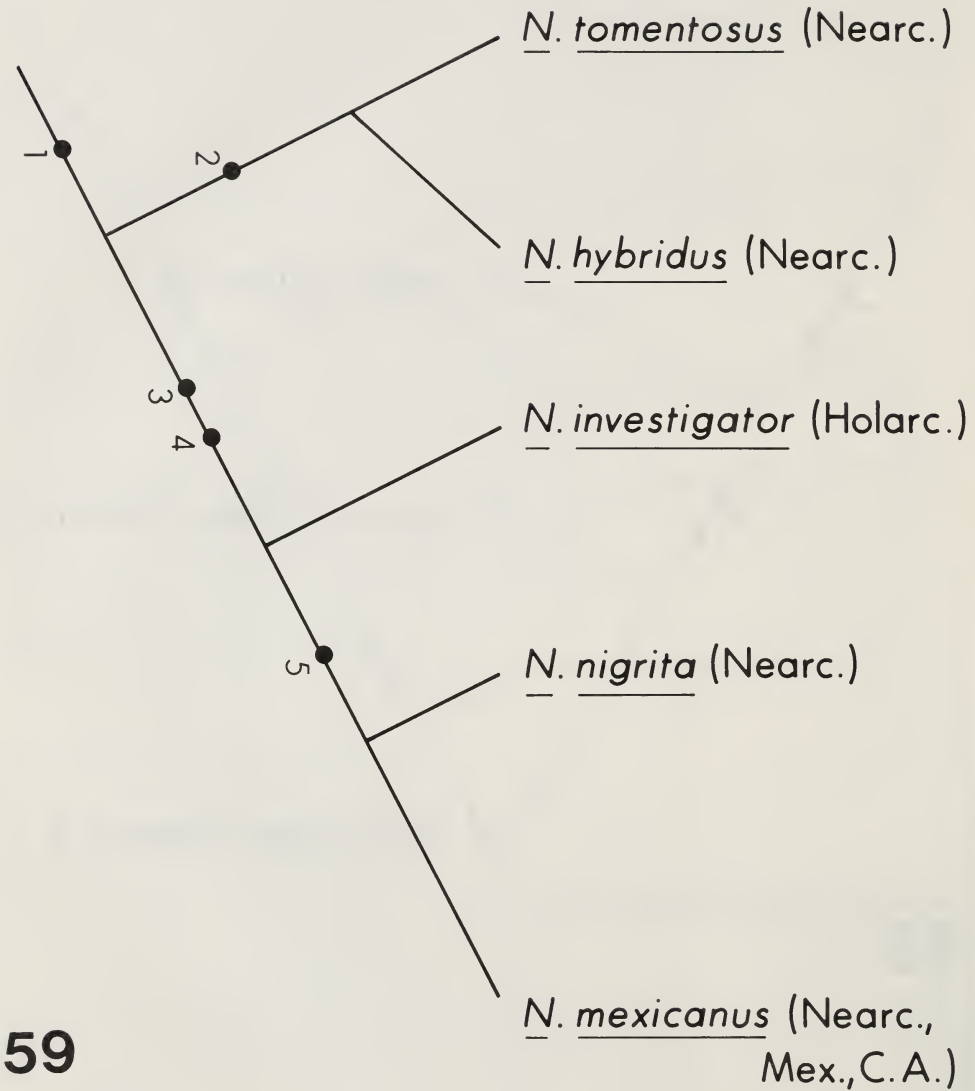 N. tomentosus (Nearc.)
1
2
N. hybridus (Nearc.)
3
4
N. investigator (Holarc.)
5
N. nigrita (Nearc.)
N. mexicanus (Nearc.,
Mex., C. A.)
59